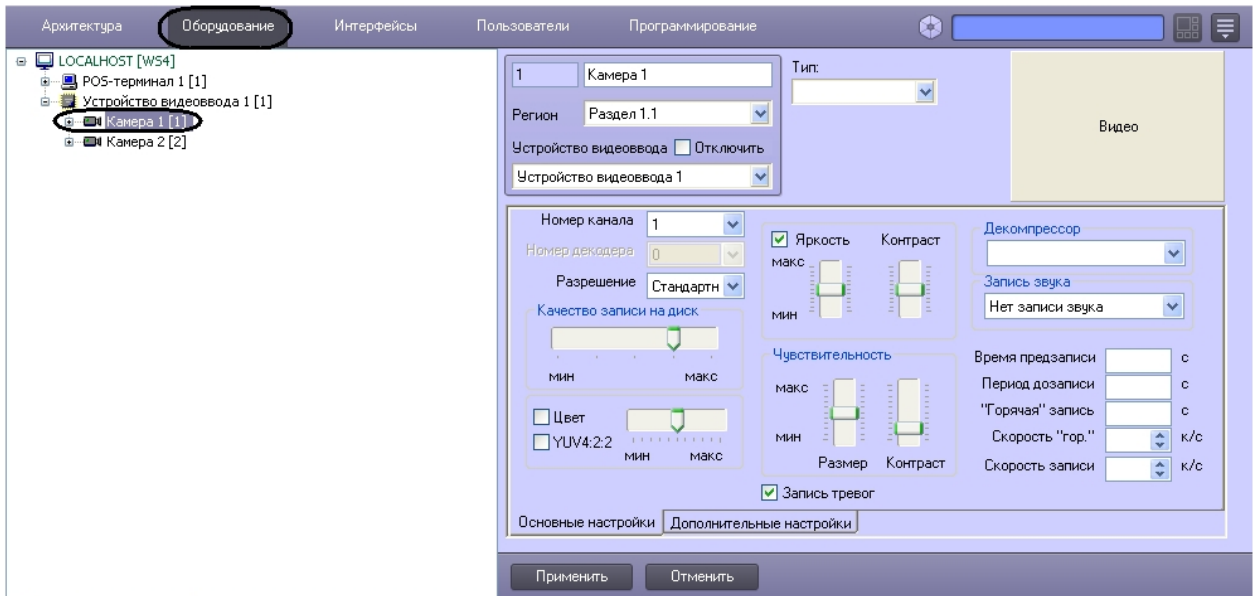 Архитектура Оборудование Интерфейсы Пользователи Программирование
LOCALHOST [WS4]
POS-терминал 1 [1]
Устройство видеоввода 1 [1]
Камера 1 [1]
Камера 2 [2]
1 Камера 1
Регион Раздел 1.1
Устройство видеоввода Отключить
Устройство видеоввода 1
Тип:
Видео
Номер канала 1
Номер декодера 0
Разрешение Стандартн
Качество записи на диск
мин макс
Цвет
YUV4:2:2
мин макс
Яркость Контраст
макс
мин
Чувствительность
макс
мин
Размер Контраст
Запись тревог
Декомпрессор
Запись звука
Нет записи звука
Время предзаписи с
Период дозаписи с
"Горячая" запись с
Скорость "гор." к/с
Скорость записи к/с
Основные настройки Дополнительные настройки
Применить Отменить